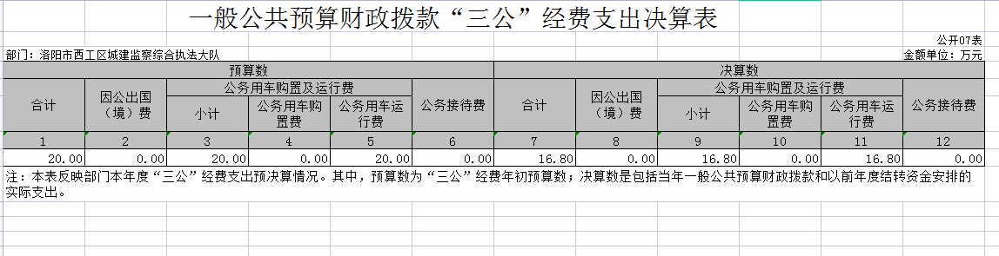 一般公共预算财政拨款“三公”经费支出决算表
公开07表
部门：洛阳市西工区城建监察综合执法大队 金额单位：万元
预算数 决算数
合计 因公出国（境）费 公务用车购置及运行费 公务接待费 合计 因公出国（境）费 公务用车购置及运行费 公务接待费
小计 公务用车购置费 公务用车运行费 小计 公务用车购置费 公务用车运行费
1 2 3 4 5 6 7 8 9 10 11 12
20.00 0.00 20.00 0.00 20.00 0.00 16.80 0.00 16.80 0.00 16.80 0.00
注：本表反映部门本年度“三公”经费支出预决算情况。其中，预算数为“三公”经费年初预算数；决算数是包括当年一般公共预算财政拨款和以前年度结转资金安排的
实际支出。